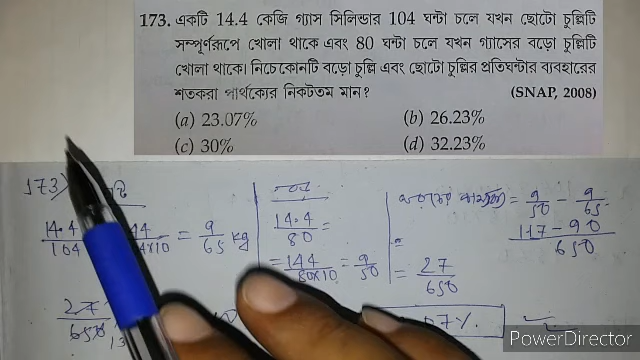 173. একটি 14.4 কেজি গ্যাস সিলিন্ডার 104 ঘন্টা চলে যখন ছোটো চুল্লিটি
সম্পূর্ণরূপে খোলা থাকে এবং 80 ঘন্টা চলে যখন গ্যাসের বড়ো চুল্লিটি
খোলা থাকে। নিচেকোনটি বড়ো চুল্লি এবং ছোটো চুল্লির প্রতিঘন্টার ব্যবহারের
শতকরা পার্থক্যের নিকটতম মান?
(SNAP, 2008)
(a) 23.07% (b) 26.23%
(c) 30% (d) 32.23%
173)
14.4/104 = 9/65 kg
14.4/80 =
= 144/80×10 = 9/50
= 9/50 - 9/65
= 117-90/650
= 27/650
27/650
07%.
PowerDirector